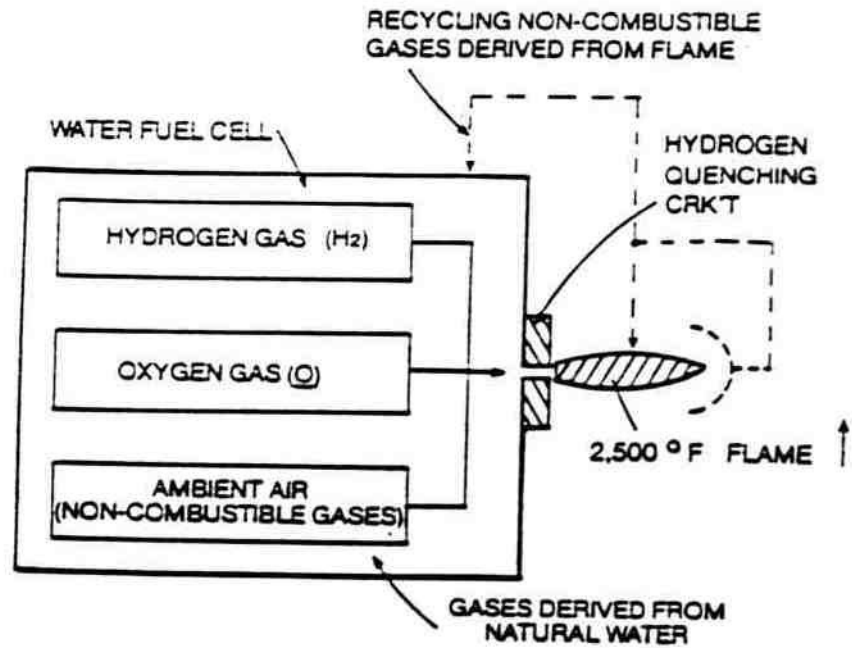 RECYCLING NON-COMBUSTIBLE
GASES DERIVED FROM FLAME
WATER FUEL CELL
HYDROGEN
QUENCHING
CRK'T
HYDROGEN GAS (H2)
OXYGEN GAS (O)
2,500 °F FLAME
AMBIENT AIR
(NON-COMBUSTIBLE GASES)
GASES DERIVED FROM
NATURAL WATER